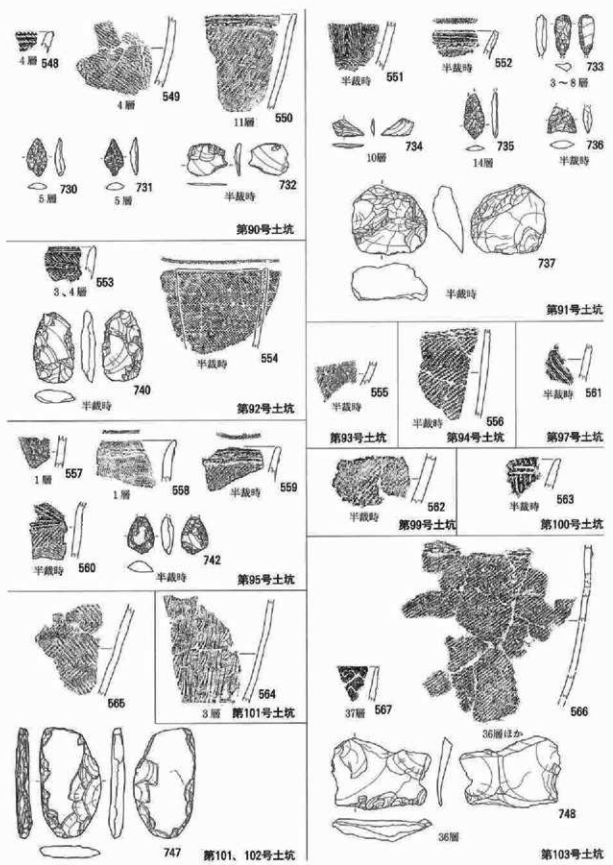 548
4層
549
4層
550
11層
730
5層
731
5層
732
半裁時
第90号土坑
553
3、4層
554
半裁時
740
半裁時
第92号土坑
557
1層
558
1層
559
半裁時
560
半裁時
742
半裁時
第95号土坑
565
564
3層
第101号土坑
747
第101、102号土坑
551
半裁時
552
半裁時
733
3～8層
734
10層
735
14層
736
半裁時
737
半裁時
第91号土坑
555
半裁時
第93号土坑
556
半裁時
第94号土坑
561
半裁時
第97号土坑
562
半裁時
第99号土坑
563
半裁時
第100号土坑
567
37層
566
36層ほか
748
36層
第103号土坑